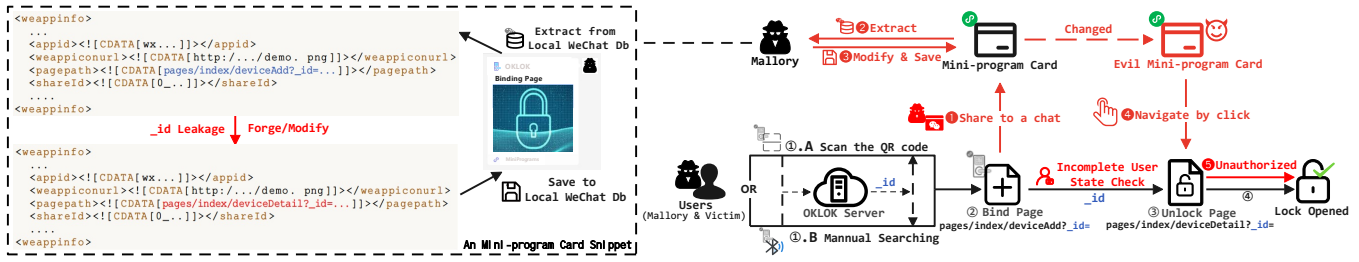 <weappinfo>
...
<appid><![CDATA[wx...]]></appid>
<weappiconurl><![CDATA[http:/.../demo. png]]></weappiconurl>
<pagepath><![CDATA[pages/index/deviceAdd?_id=...]]></pagepath>
<shareId><![CDATA[0_..]]></shareId>
....
<weappinfo>
_id Leakage
Forge/Modify
<weappinfo>
...
<appid><![CDATA[wx...]]></appid>
<weappiconurl><![CDATA[http:/.../demo. png]]></weappiconurl>
<pagepath><![CDATA[pages/index/deviceDetail?_id=...]]></pagepath>
<shareId><![CDATA[0_..]]></shareId>
....
<weappinfo>
Extract from
Local WeChat Db
OKLOK
Binding Page
MiniPrograms
Save to
Local WeChat Db
An Mini-program Card Snippet
Mallory
❷Extract
❸Modify & Save
Mini-program Card
Changed
Evil Mini-program Card
❶Share to a chat
❹Navigate by click
Users
(Mallory & Victim)
OR
①.A Scan the QR code
OKLOK Server
_id
①.B Mannual Searching
② Bind Page
pages/index/deviceAdd?_id=
Incomplete User
State Check
_id
③ Unlock Page
pages/index/deviceDetail?_id=
❺Unauthorized
④
Lock Opened